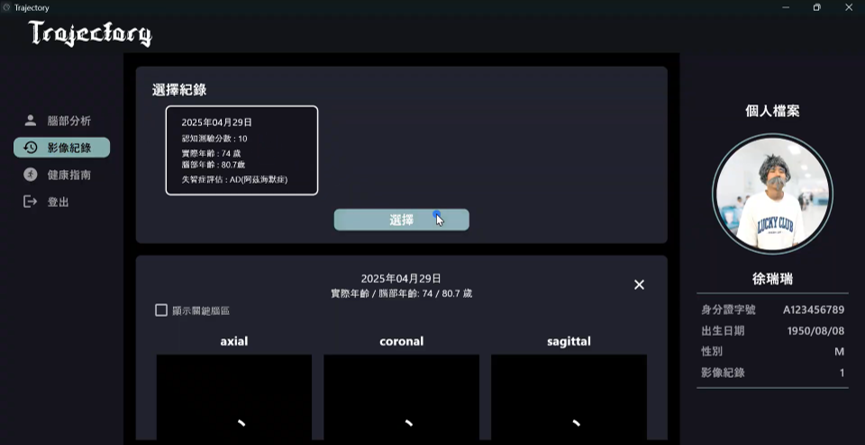 Trajectory
Trajectory
腦部分析
影像紀錄
健康指南
登出
選擇紀錄
2025年04月29日
認知測驗分數 : 10
實際年齡 : 74 歲
腦部年齡 : 80.7歲
失智症評估 : AD(阿茲海默症)
選擇
2025年04月29日
實際年齡 / 腦部年齡: 74 / 80.7 歲
顯示關鍵腦區
axial
coronal
sagittal
個人檔案
LUCKY CLUB
徐瑞瑞
身分證字號 A123456789
出生日期 1950/08/08
性別 M
影像紀錄 1